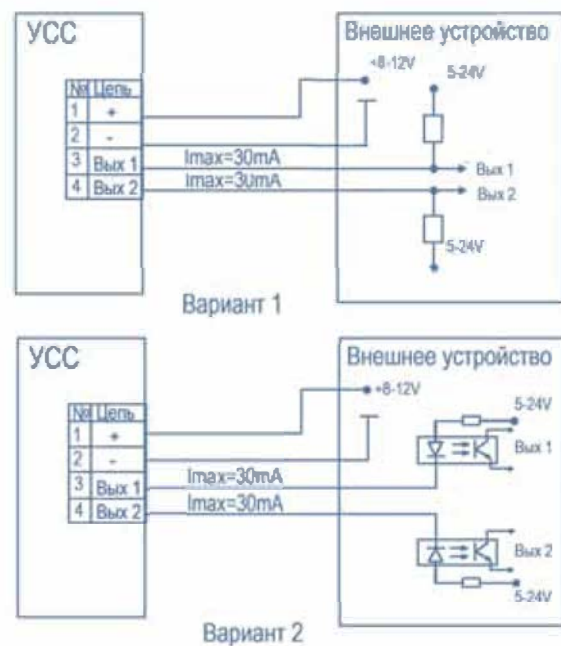 УСС
Внешнее устройство
+8-12V
5-24V
№ Цепь
1 +
2 -
3 Вых 1
4 Вых 2
Imax=30mA
Imax=30mA
Вых 1
Вых 2
5-24V
Вариант 1
УСС
Внешнее устройство
+8-12V
5-24V
№ Цепь
1 +
2 -
3 Вых 1
4 Вых 2
Imax=30mA
Imax=30mA
Вых 1
Вых 2
5-24V
Вариант 2